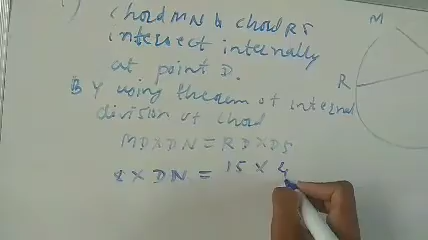 chord MN & chord RS
intersect internally
at point D.
By using theorem of internal
division of chord
MD × DN = RD × DS
8 × DN = 15 × 4
M
R